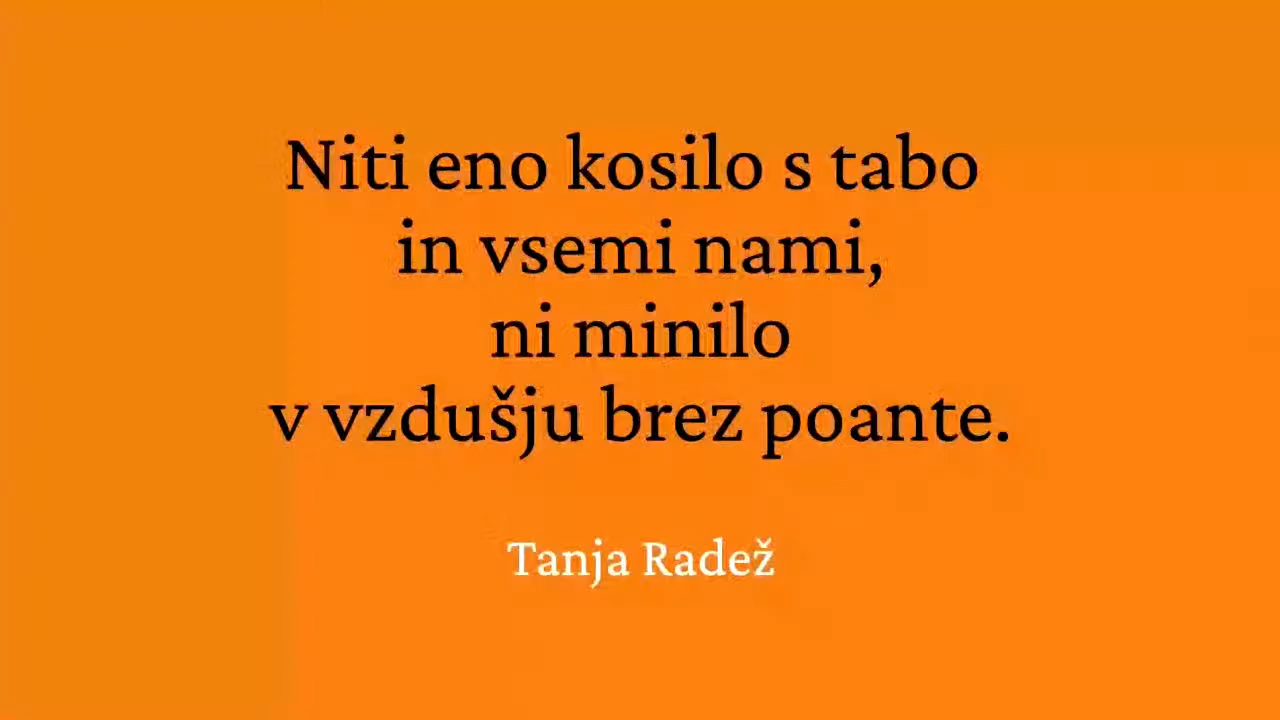 Niti eno kosilo s tabo
in vsemi nami,
ni minilo
v vzdušju brez poante.
Tanja Radež